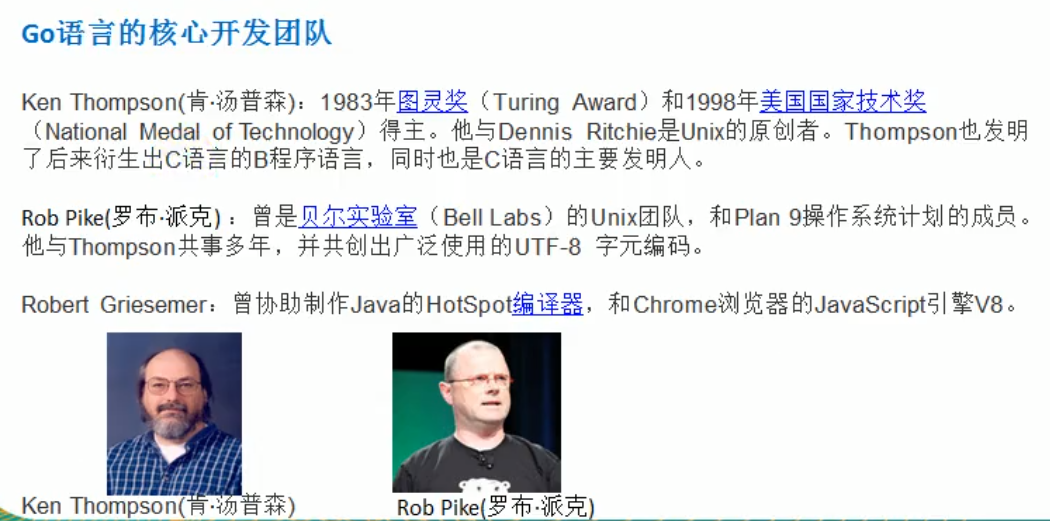 Go语言的核心开发团队
Ken Thompson(肯·汤普森)：1983年图灵奖（Turing Award）和1998年美国国家技术奖
（National Medal of Technology）得主。他与Dennis Ritchie是Unix的原创者。Thompson也发明
了后来衍生出C语言的B程序语言，同时也是C语言的主要发明人。
Rob Pike(罗布·派克)：曾是贝尔实验室（Bell Labs）的Unix团队，和Plan 9操作系统计划的成员。
他与Thompson共事多年，并共创出广泛使用的UTF-8 字元编码。
Robert Griesemer：曾协助制作Java的HotSpot编译器，和Chrome浏览器的JavaScript引擎V8。
Ken Thompson(肯·汤普森)
Rob Pike(罗布·派克)